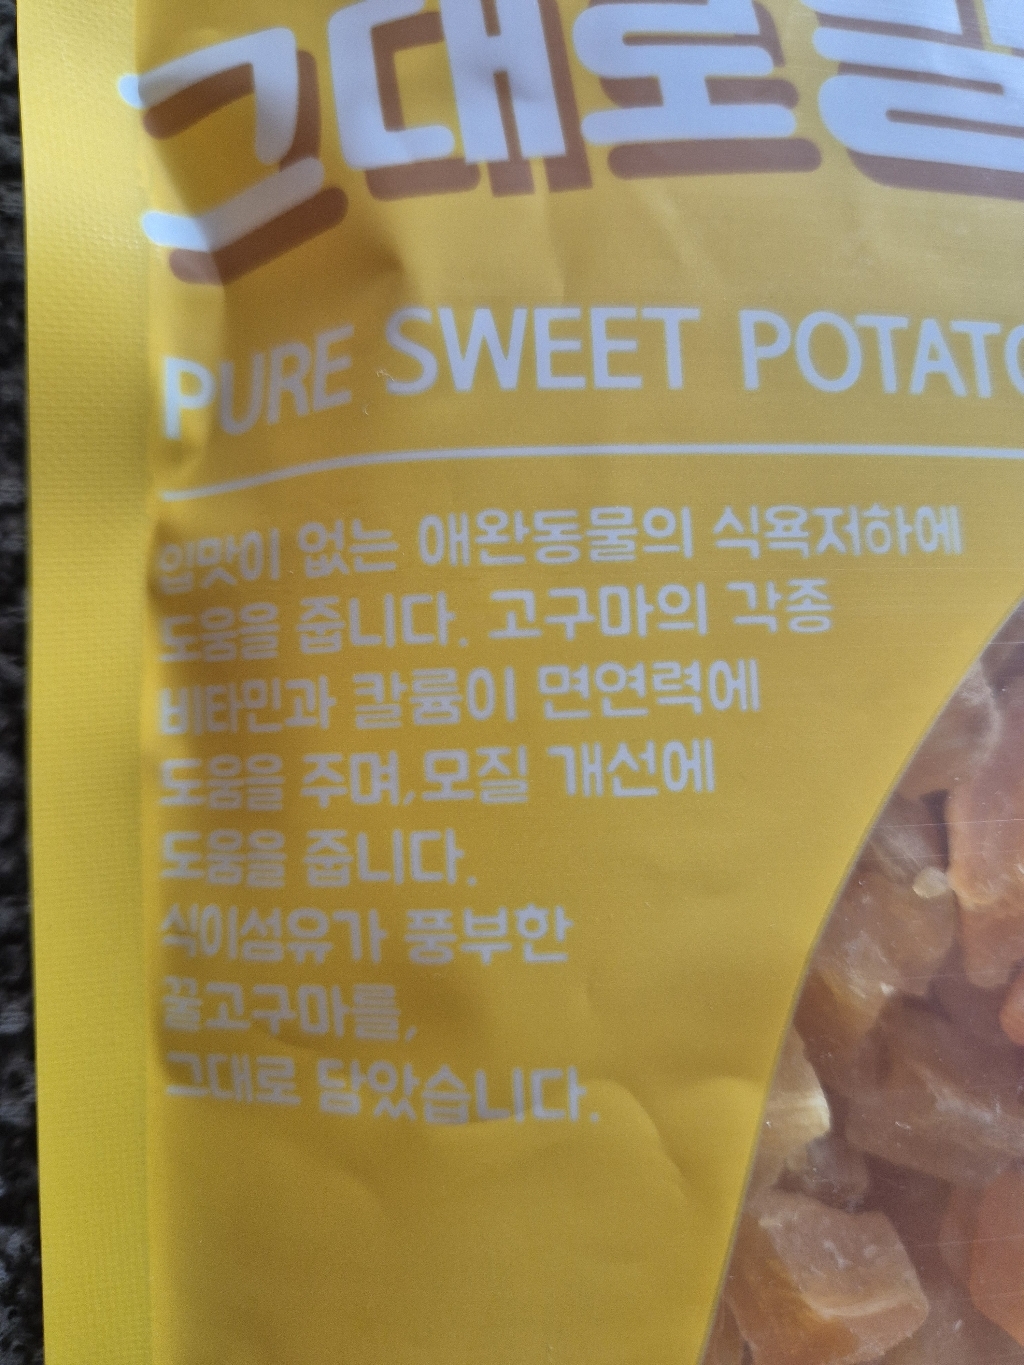 그대로
PURE SWEET POTATO
입맛이 없는 애완동물의 식욕저하에
도움을 줍니다. 고구마의 각종
비타민과 칼륨이 면연력에
도움을 주며,모질 개선에
도움을 줍니다.
식이섬유가 풍부한
꿀고구마를,
그대로 담았습니다.